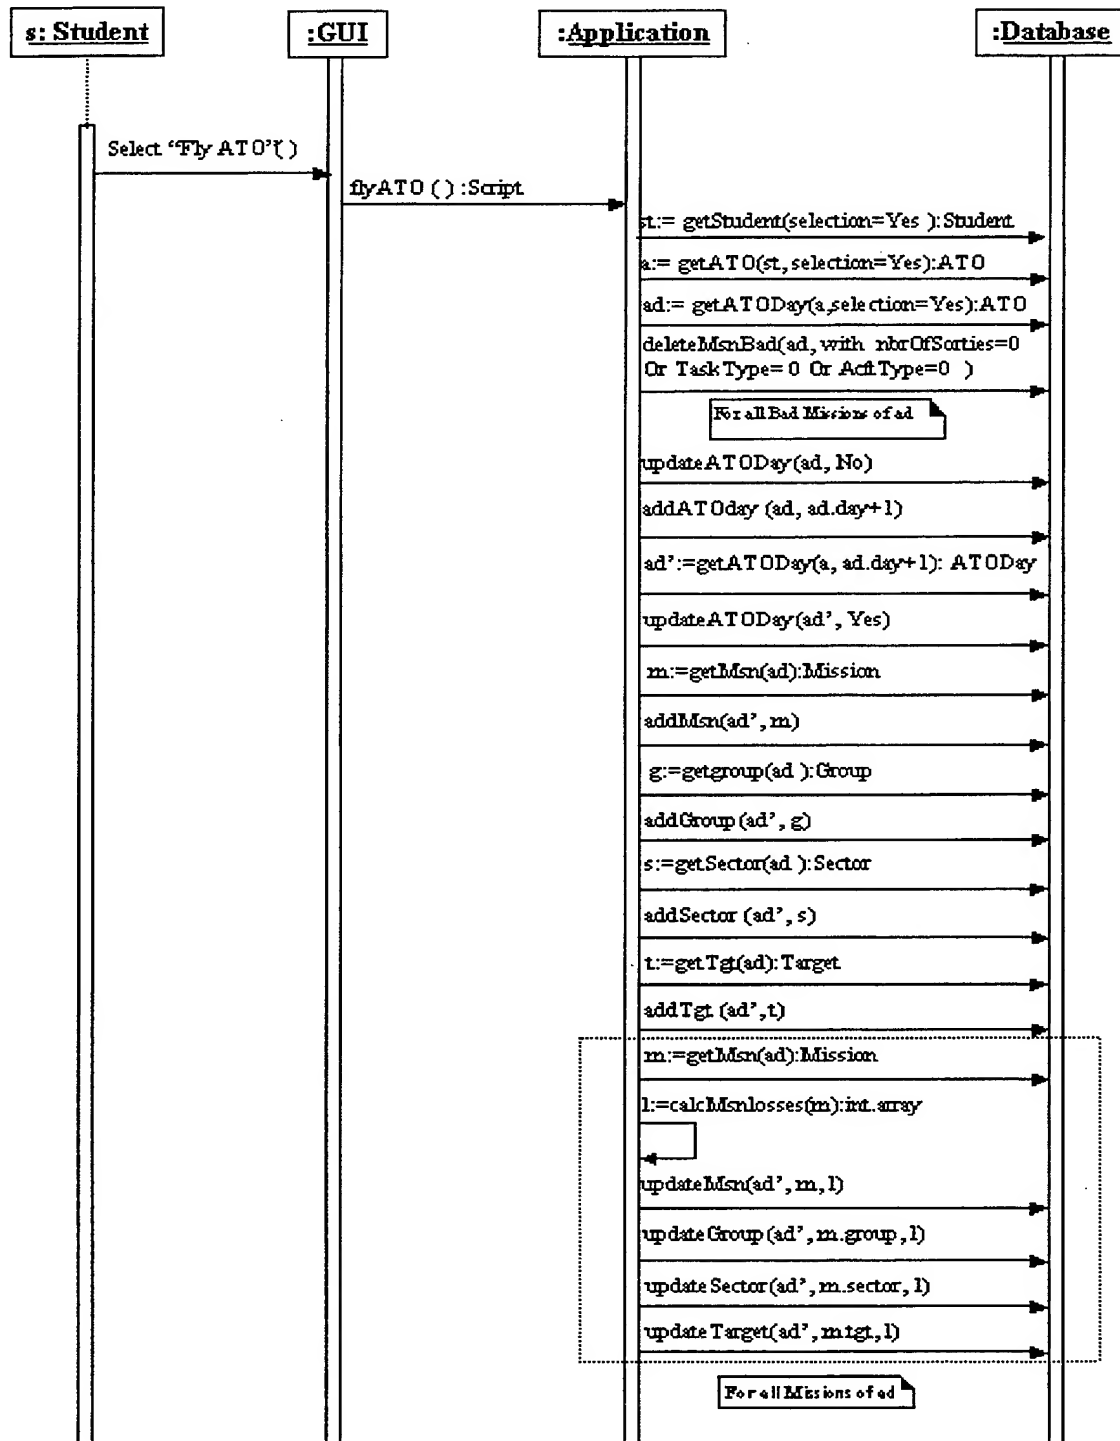 s: Student
:GUI
:Application
:Database
Select “Fly ATO”( )
flyATO ( ) :Script
st:= getStudent(selection=Yes ):Student
a:= getATO(st, selection=Yes):ATO
ad:= getATODay(a,selection=Yes):ATO
deleteMsnBad(ad, with nbrOfSorties=0
Or TaskType= 0 Or AcftType=0 )
For all Bad Missions of ad
updateATODay(ad, No)
addATOday (ad, ad.day+1)
ad’:=getATODay(a, ad.day+1): ATODay
updateATODay(ad’, Yes)
m:=getMsn(ad):Mission
addMsn(ad’, m)
g:=getgroup(ad ):Group
addGroup(ad’, g)
s:=getSector(ad ):Sector
addSector (ad’, s)
t:=getTgt(ad):Target
addTgt (ad’,t)
m:=getMsn(ad):Mission
l:=calcMsnlosses(m):int.array
updateMsn(ad’, m, l)
updateGroup(ad’, m.group, l)
updateSector(ad’, m.sector, l)
updateTarget(ad’, m.tgt, l)
For all Missions of ad